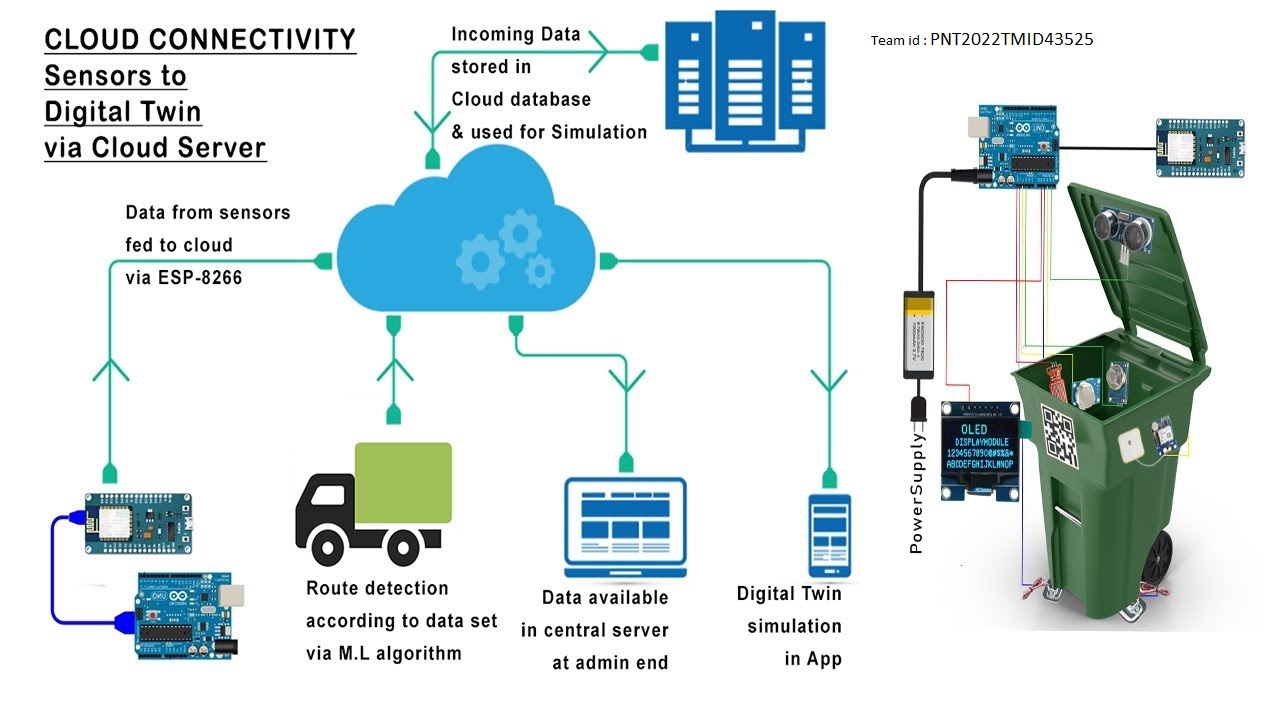 CLOUD CONNECTIVITY
Sensors to
Digital Twin
via Cloud Server
Incoming Data
stored in
Cloud database
& used for Simulation
Team id : PNT2022TMID43525
Data from sensors
fed to cloud
via ESP-8266
Route detection
according to data set
via M.L algorithm
Data available
in central server
at admin end
Digital Twin
simulation
in App
PowerSupply
OLED
DISPLAYMODULE
ABCDEFGHIJKLMNOP
UNO
UNO